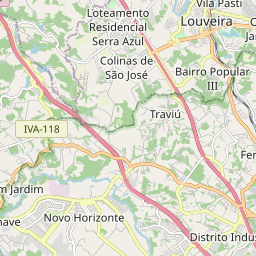 Vila Pasti
Loteamento
Residencial
Serra Azul
Louveira
Colinas de
São José
Bairro Popular
III
Traviú
IVA-118
Novo Horizonte
Distrito Indus